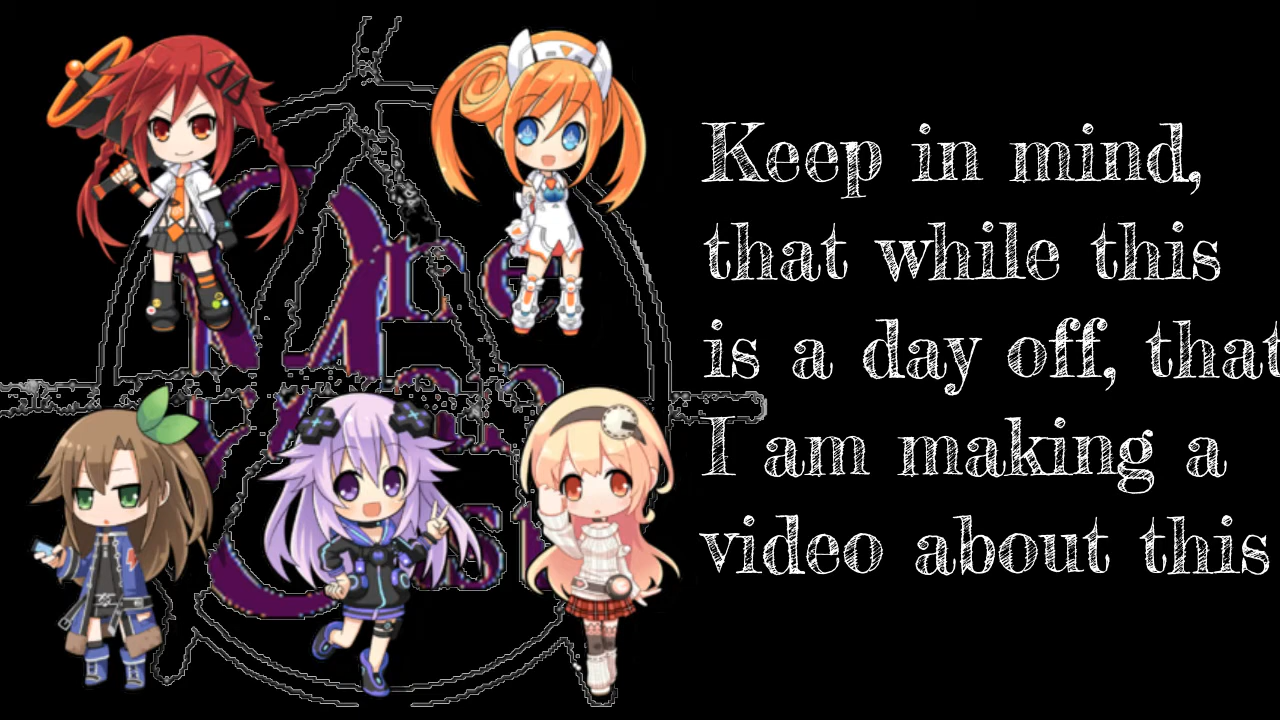 Keep in mind,
that while this
is a day off, that
I am making a
video about this